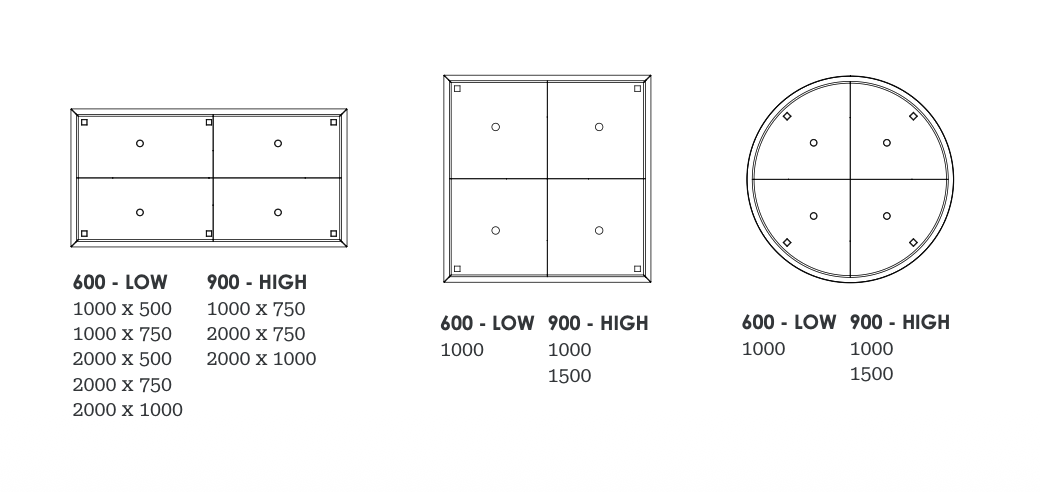 600 - LOW
1000 x 500
1000 x 750
2000 x 500
2000 x 750
2000 x 1000
900 - HIGH
1000 x 750
2000 x 750
2000 x 1000
600 - LOW
1000
900 - HIGH
1000
1500
600 - LOW
1000
900 - HIGH
1000
1500